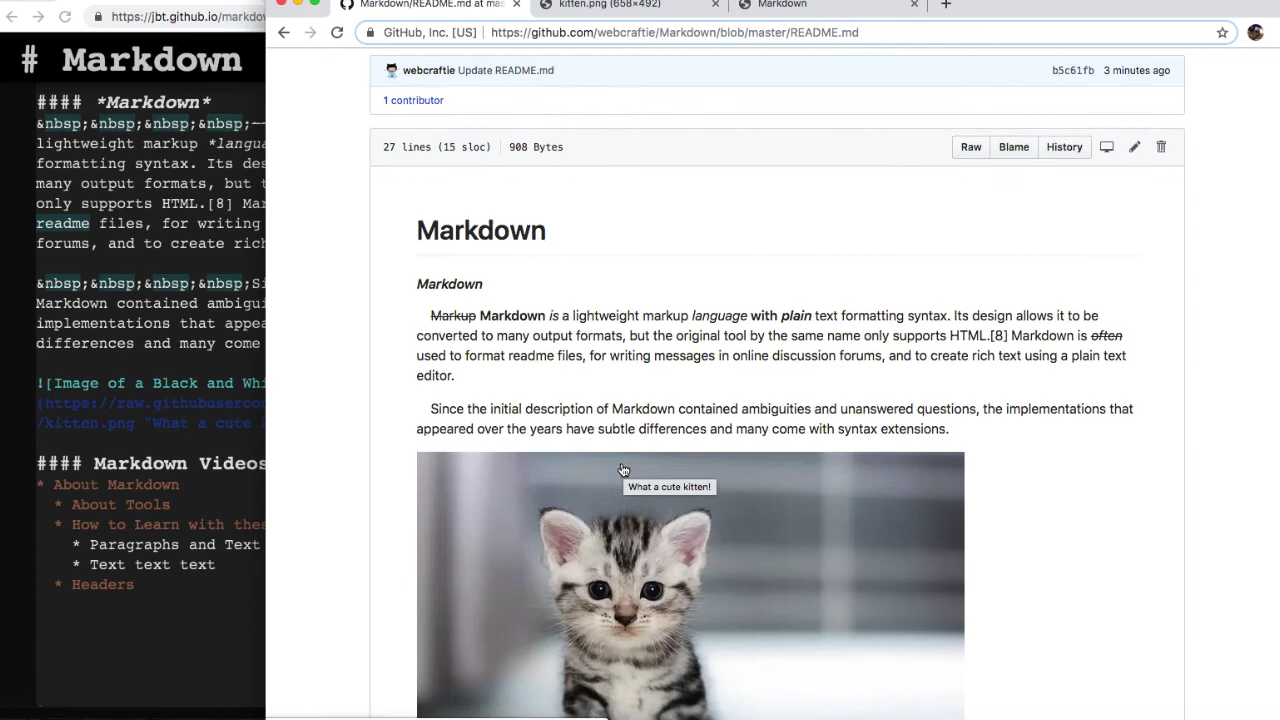 https://jbt.github.io/markdow
# Markdown
#### *Markdown*
&nbsp;&nbsp;&nbsp;&nbsp;~~
lightweight markup *langua
formatting syntax. Its des
many output formats, but t
only supports HTML.[8] Mar
readme files, for writing
forums, and to create rich
&nbsp;&nbsp;&nbsp;&nbsp;Si
Markdown contained ambigui
implementations that appea
differences and many come
![Image of a Black and Whi
(https://raw.githubusercon
/kitten.png "What a cute k
#### Markdown Videos
* About Markdown
* About Tools
* How to Learn with thes
* Paragraphs and Text
* Text text text
* Headers
Markdown/README.md at mas
kitten.png (658×492)
Markdown
GitHub, Inc. [US] | https://github.com/webcraftie/Markdown/blob/master/README.md
webcraftie Update README.md
b5c61fb 3 minutes ago
1 contributor
27 lines (15 sloc) 908 Bytes
Raw Blame History
Markdown
Markdown
Markup Markdown is a lightweight markup language with plain text formatting syntax. Its design allows it to be
converted to many output formats, but the original tool by the same name only supports HTML.[8] Markdown is often
used to format readme files, for writing messages in online discussion forums, and to create rich text using a plain text
editor.
Since the initial description of Markdown contained ambiguities and unanswered questions, the implementations that
appeared over the years have subtle differences and many come with syntax extensions.
What a cute kitten!